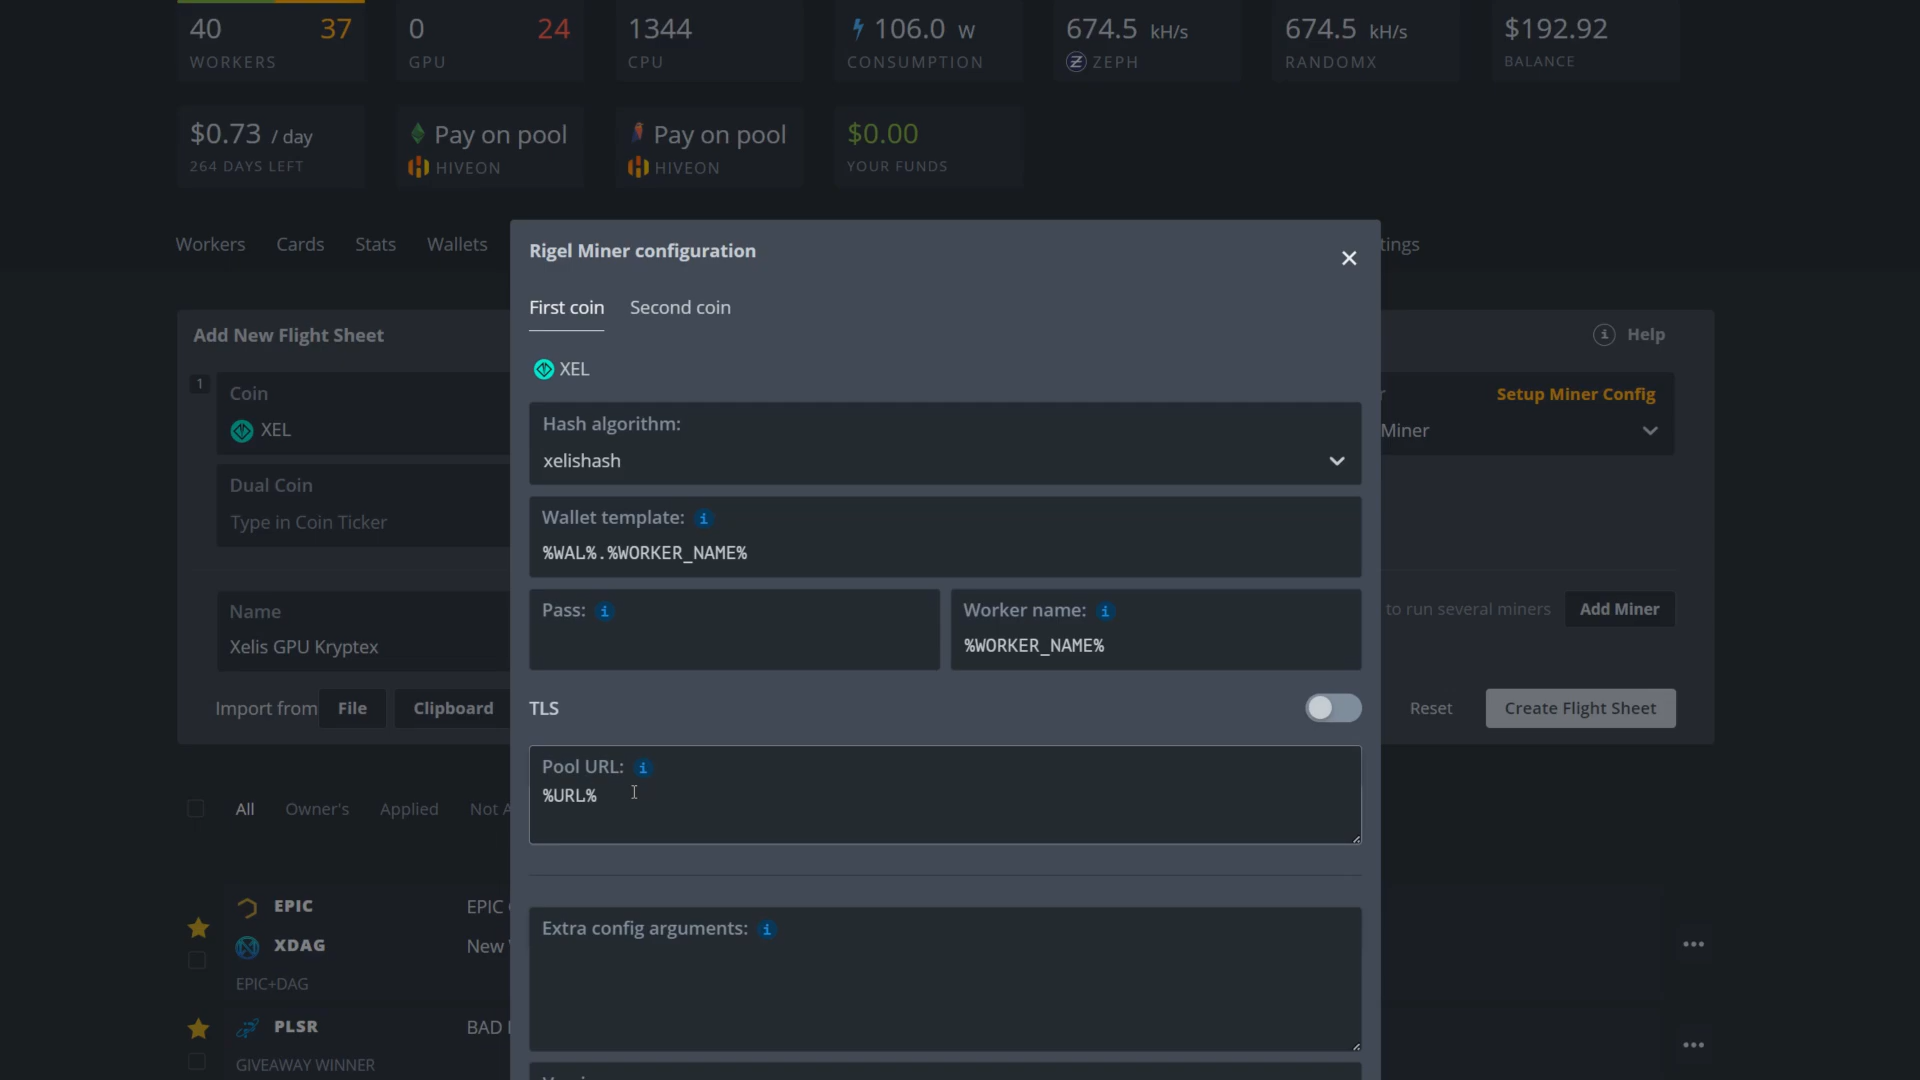 40 37
WORKERS
0 24
GPU
1344
CPU
106.0 W
CONSUMPTION
674.5 kH/s
ZEPH
674.5 kH/s
RANDOMX
$192.92
BALANCE
$0.73 / day
264 DAYS LEFT
Pay on pool
HIVEON
Pay on pool
HIVEON
$0.00
YOUR FUNDS
Workers Cards Stats Wallets tings
Rigel Miner configuration
First coin Second coin
XEL
Hash algorithm:
xelishash
Wallet template:
%WAL%.%WORKER_NAME%
Pass:
Worker name:
%WORKER_NAME%
TLS
Pool URL:
%URL%
Extra config arguments:
Add New Flight Sheet
Help
1
Coin
XEL
Setup Miner Config
Miner
Dual Coin
Type in Coin Ticker
Name
Xelis GPU Kryptex
to run several miners Add Miner
Import from File Clipboard
Reset Create Flight Sheet
All Owner's Applied Not A
EPIC EPIC
XDAG New
EPIC+DAG
PLSR BAD
GIVEAWAY WINNER